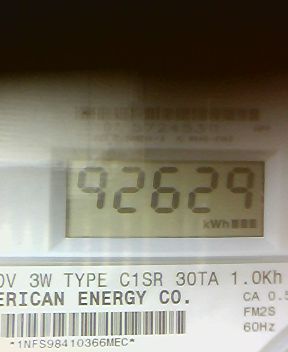 92629
kWh
0V 3W TYPE C1SR 30TA 1.0Kh
ERICAN ENERGY CO.
CA 0.5
FM2S
60Hz
*1NFS98410366MEC*